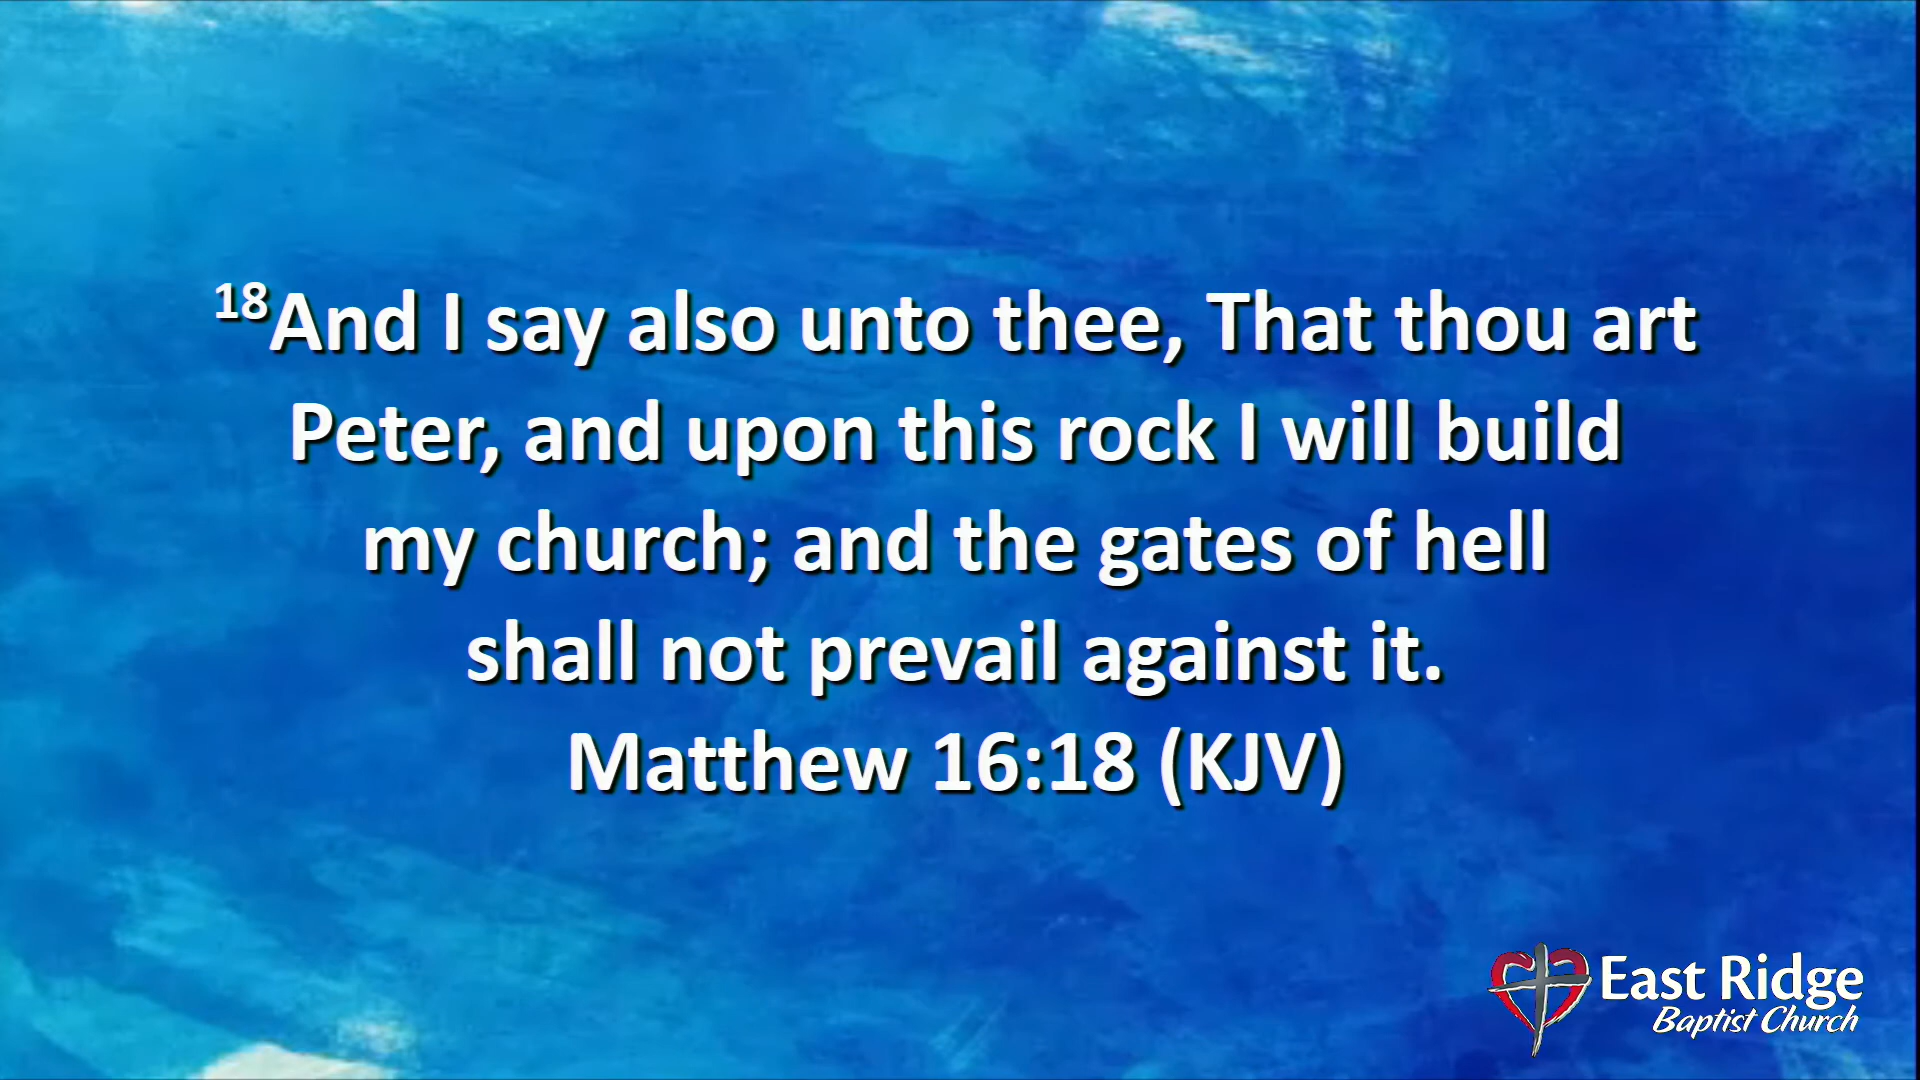 18And I say also unto thee, That thou art
Peter, and upon this rock I will build
my church; and the gates of hell
shall not prevail against it.
Matthew 16:18 (KJV)
East Ridge
Baptist Church